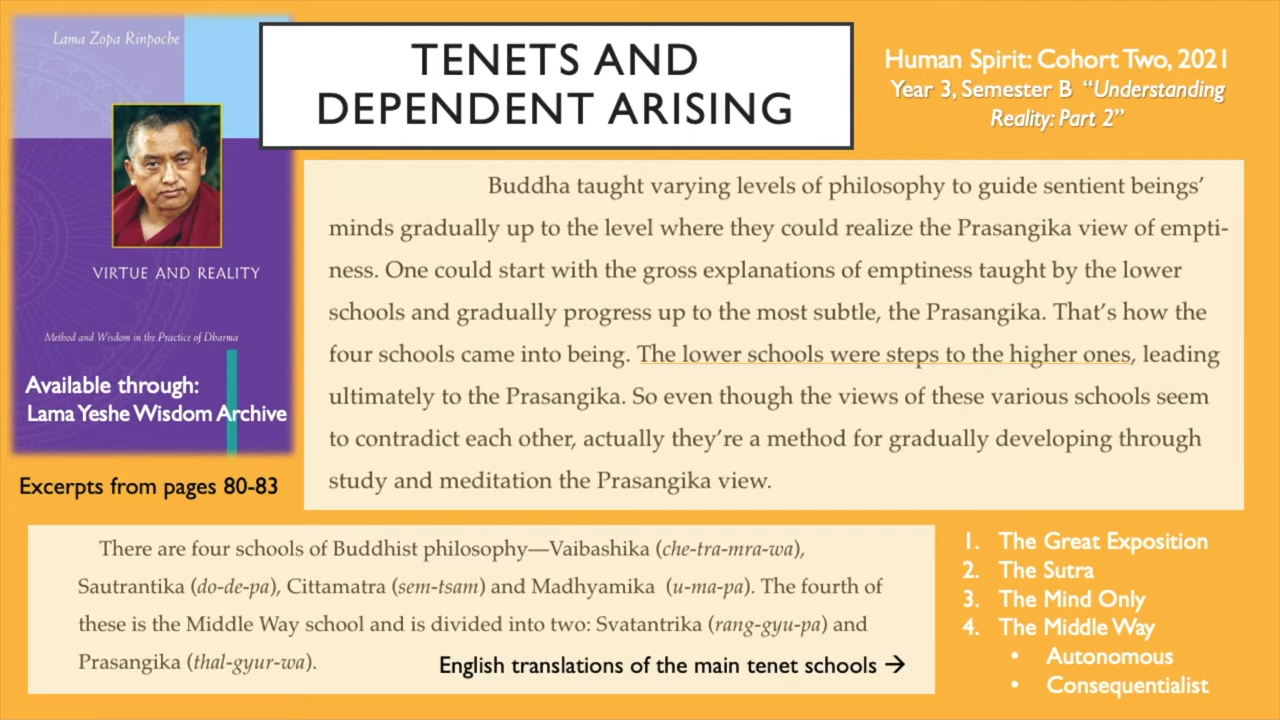 Lama Zopa Rinpoche
VIRTUE AND REALITY
Method and Wisdom in the Practice of Dharma
Available through:
Lama Yeshe Wisdom Archive
Excerpts from pages 80-83
TENETS AND
DEPENDENT ARISING
Human Spirit: Cohort Two, 2021
Year 3, Semester B “Understanding
Reality: Part 2”
Buddha taught varying levels of philosophy to guide sentient beings’
minds gradually up to the level where they could realize the Prasangika view of empti-
ness. One could start with the gross explanations of emptiness taught by the lower
schools and gradually progress up to the most subtle, the Prasangika. That’s how the
four schools came into being. The lower schools were steps to the higher ones, leading
ultimately to the Prasangika. So even though the views of these various schools seem
to contradict each other, actually they’re a method for gradually developing through
study and meditation the Prasangika view.
There are four schools of Buddhist philosophy—Vaibashika (che-tra-mra-wa),
Sautrantika (do-de-pa), Cittamatra (sem-tsam) and Madhyamika (u-ma-pa). The fourth of
these is the Middle Way school and is divided into two: Svatantrika (rang-gyu-pa) and
Prasangika (thal-gyur-wa).
English translations of the main tenet schools →
1. The Great Exposition
2. The Sutra
3. The Mind Only
4. The Middle Way
• Autonomous
• Consequentialist